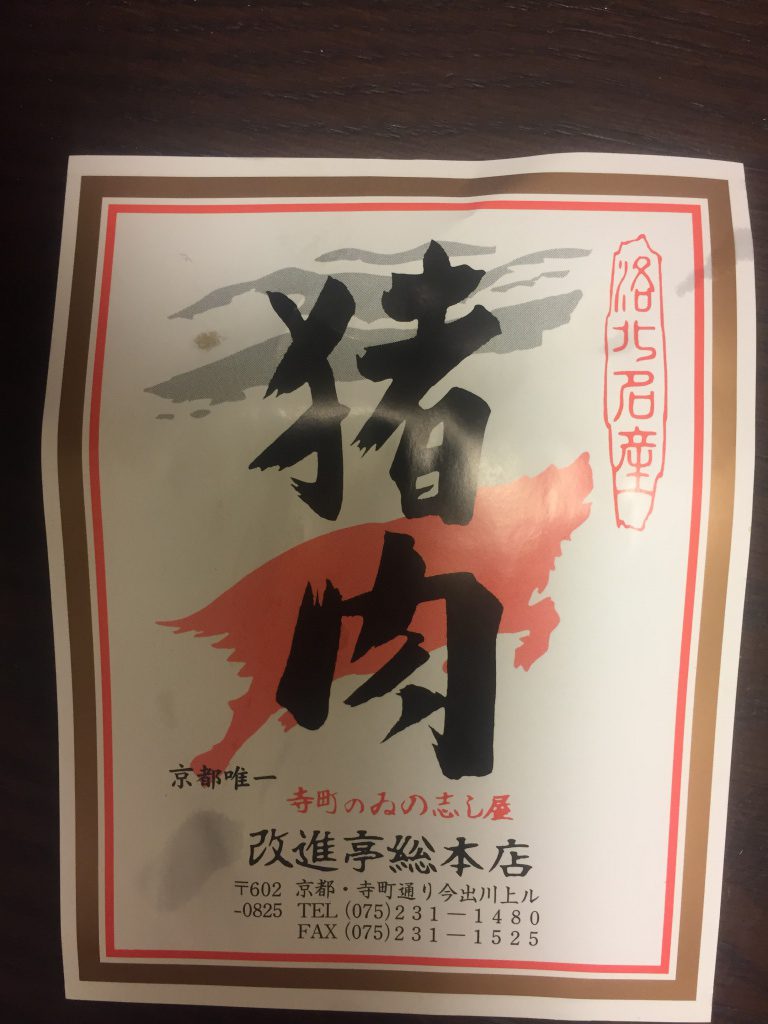 洛北名産
猪肉
京都唯一
寺町のゐの志し屋
改進亭総本店
〒602 京都・寺町通り今出川上ル
-0825 TEL (075)231－1480
FAX (075)231－1525